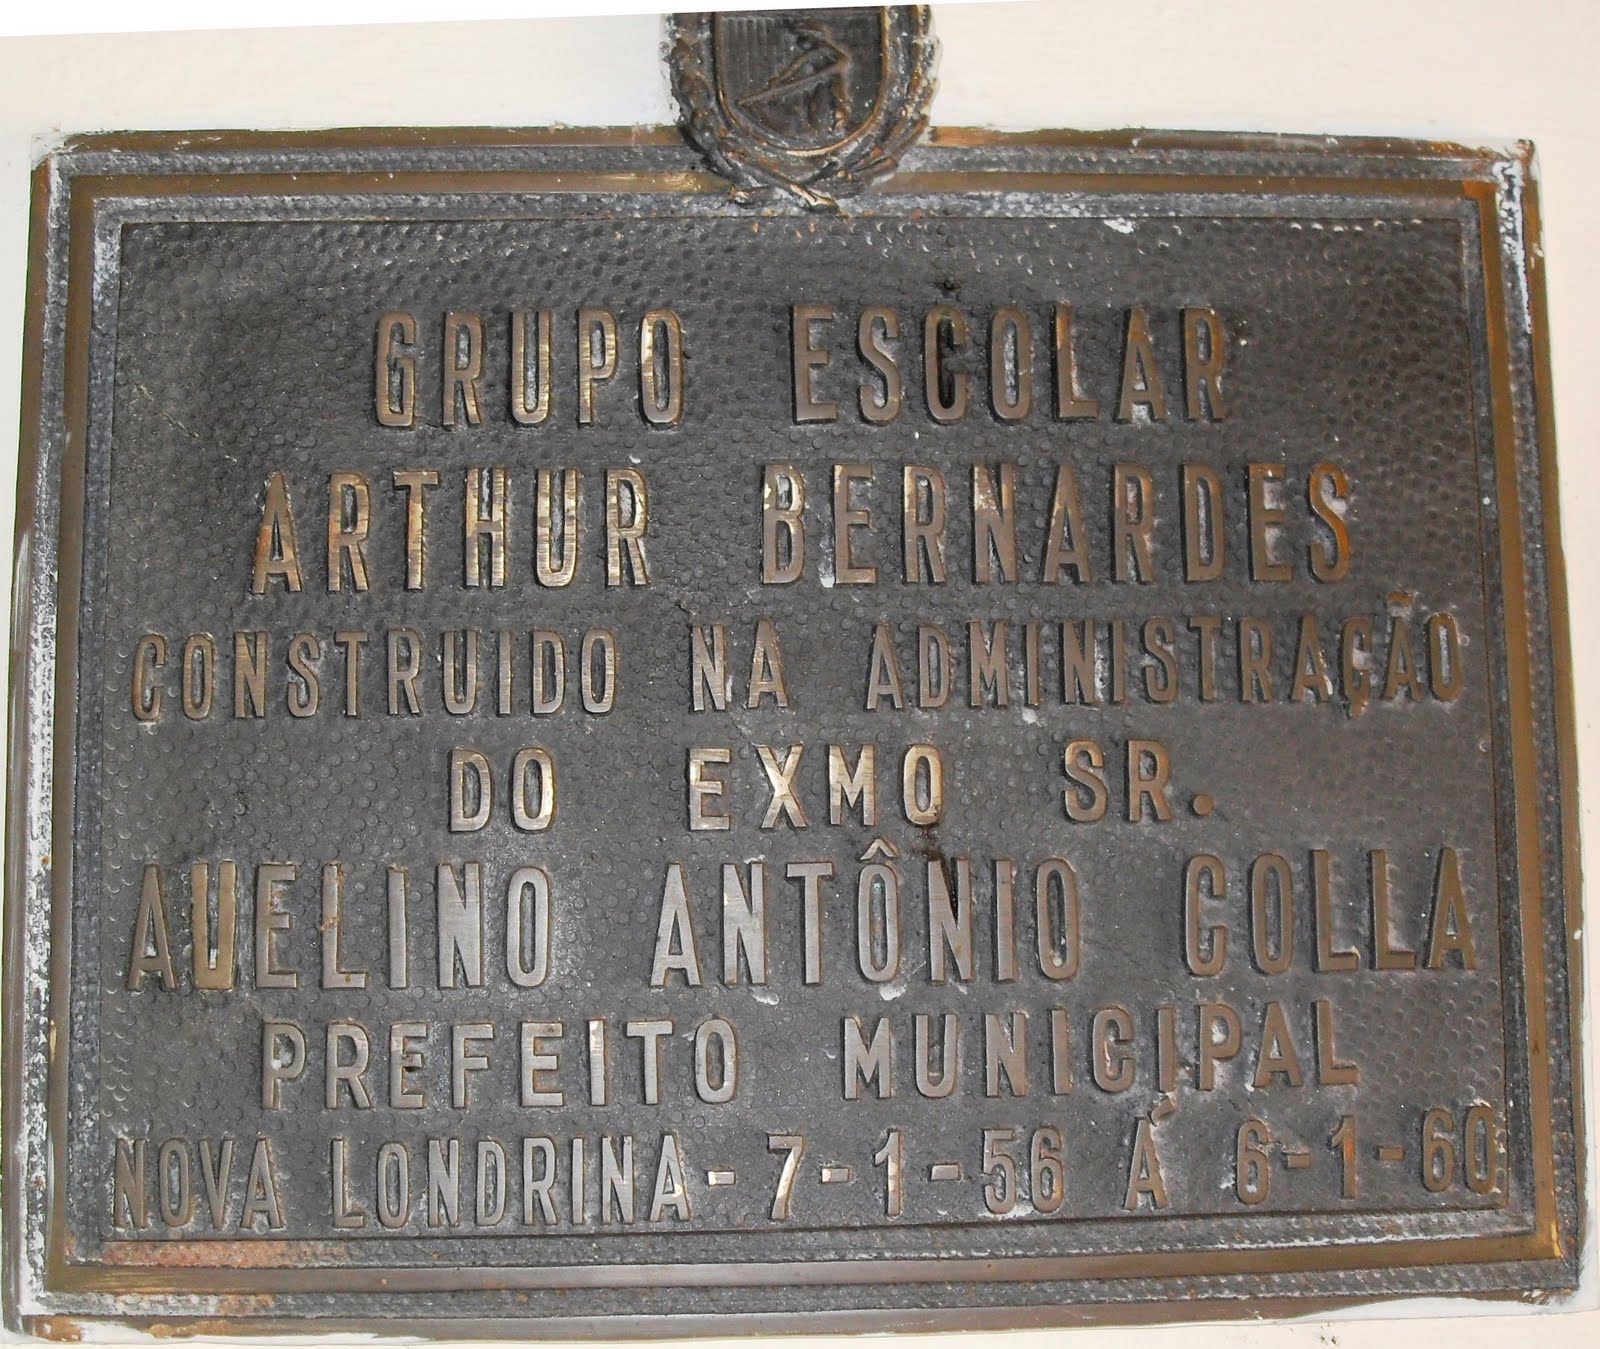 GRUPO ESCOLAR
ARTHUR BERNARDES
CONSTRUIDO NA ADMINISTRAÇÃO
DO EXMO SR.
AVELINO ANTÔNIO COLLA
PREFEITO MUNICIPAL
NOVA LONDRINA - 7-1-56 Á 6-1-60